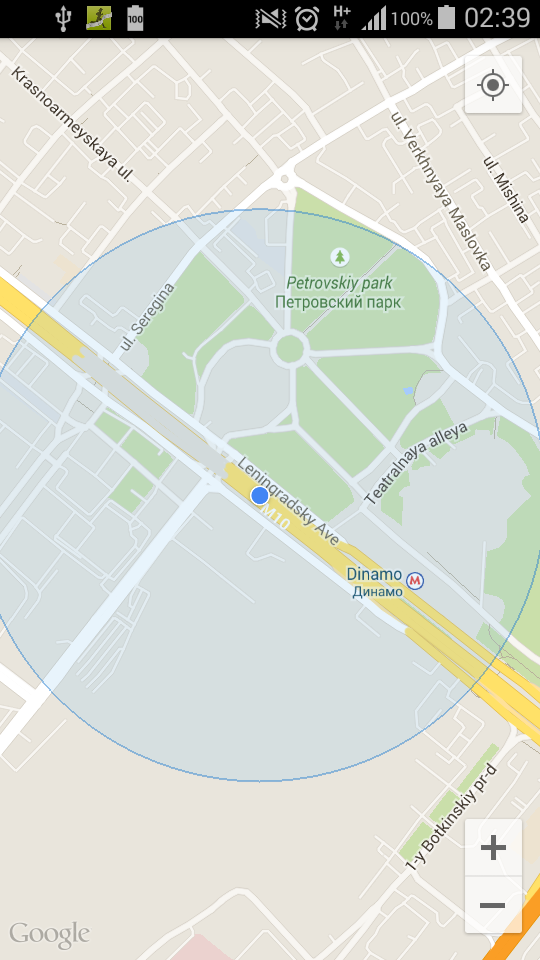 100
H+
100%
02:39
Krasnoarmeyskaya ul.
ul. Verkhnyaya Maslovka
ul. Mishina
Petrovskiy park
Петровский парк
ul. Seregina
Teatralnaya alleya
Leningradsky Ave
M10
Dinamo
Динамо
M
1-y Botkinskiy pr-d
Google